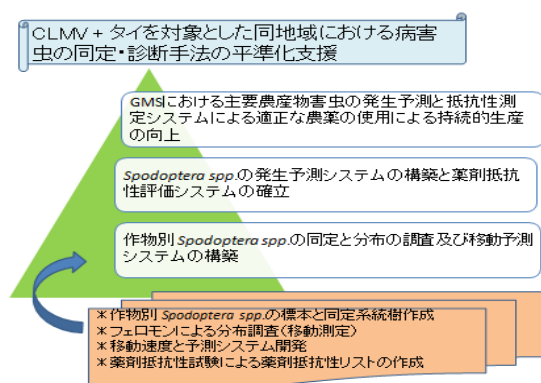 CLMV + タイを対象とした同地域における病害
虫の同定・診断手法の平準化支援
GMSにおける主要農産物害虫の発生予測と抵抗性測
定システムによる適正な農薬の使用による持続的生産
の向上
Spodoptera spp.の発生予測システムの構築と薬剤抵抗
性評価システムの確立
作物別Spodoptera spp.の同定と分布の調査及び移動予測
システムの構築
＊作物別 Spodoptera spp.の標本と同定系統樹作成
＊フェロモンによる分布調査(移動測定)
＊移動速度と予測システム開発
＊薬剤抵抗性試験による薬剤抵抗性リストの作成